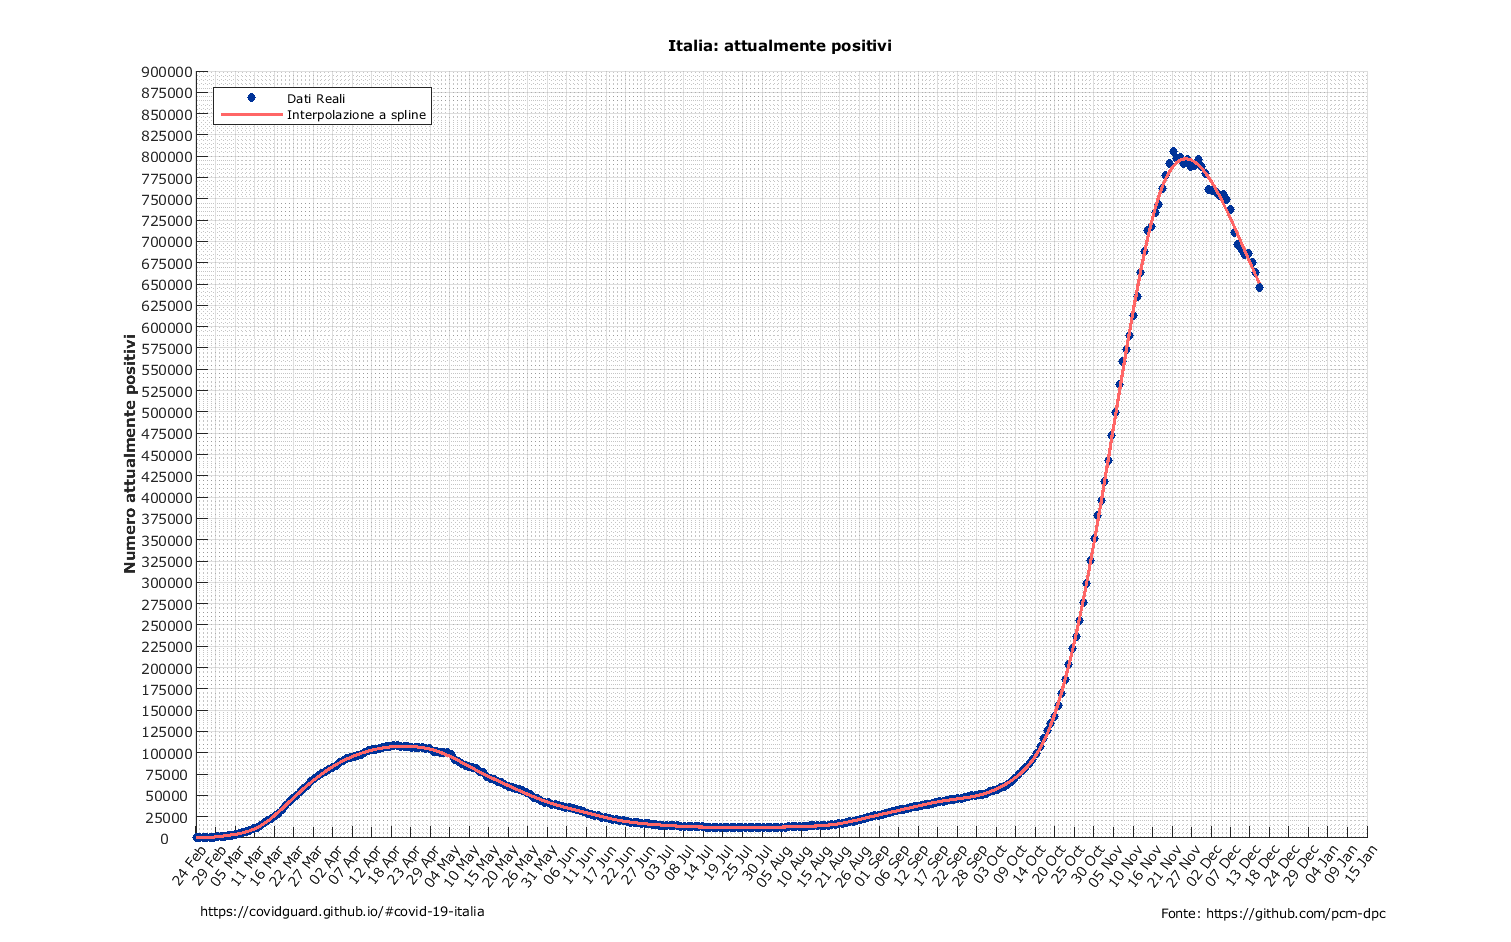 Italia: attualmente positivi
Dati Reali
Interpolazione a spline
Numero attualmente positivi
900000
875000
850000
825000
800000
775000
750000
725000
700000
675000
650000
625000
600000
575000
550000
525000
500000
475000
450000
425000
400000
375000
350000
325000
300000
275000
250000
225000
200000
175000
150000
125000
100000
75000
50000
25000
0
24 Feb
29 Feb
05 Mar
11 Mar
16 Mar
22 Mar
27 Mar
02 Apr
07 Apr
12 Apr
18 Apr
23 Apr
29 Apr
04 May
10 May
15 May
20 May
26 May
31 May
06 Jun
11 Jun
17 Jun
22 Jun
27 Jun
03 Jul
08 Jul
14 Jul
19 Jul
25 Jul
30 Jul
05 Aug
10 Aug
15 Aug
21 Aug
26 Aug
01 Sep
06 Sep
12 Sep
17 Sep
22 Sep
28 Sep
03 Oct
09 Oct
14 Oct
20 Oct
25 Oct
30 Oct
05 Nov
10 Nov
16 Nov
21 Nov
27 Nov
02 Dec
07 Dec
13 Dec
18 Dec
24 Dec
29 Dec
04 Jan
09 Jan
15 Jan
https://covidguard.github.io/#covid-19-italia
Fonte: https://github.com/pcm-dpc